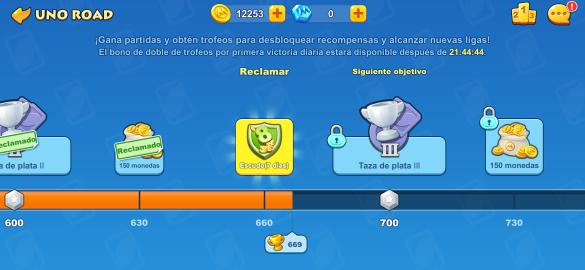 UNO ROAD
12253
0
1
¡Gana partidas y obtén trofeos para desbloquear recompensas y alcanzar nuevas ligas!
El bono de doble de trofeos por primera victoria diaria estará disponible después de 21:44:44.
Reclamar
Siguiente objetivo
Reclamado
Reclamado
a de plata II
150 monedas
Escudo(7 días)
III
Taza de plata III
150 monedas
600
630
660
700
730
669